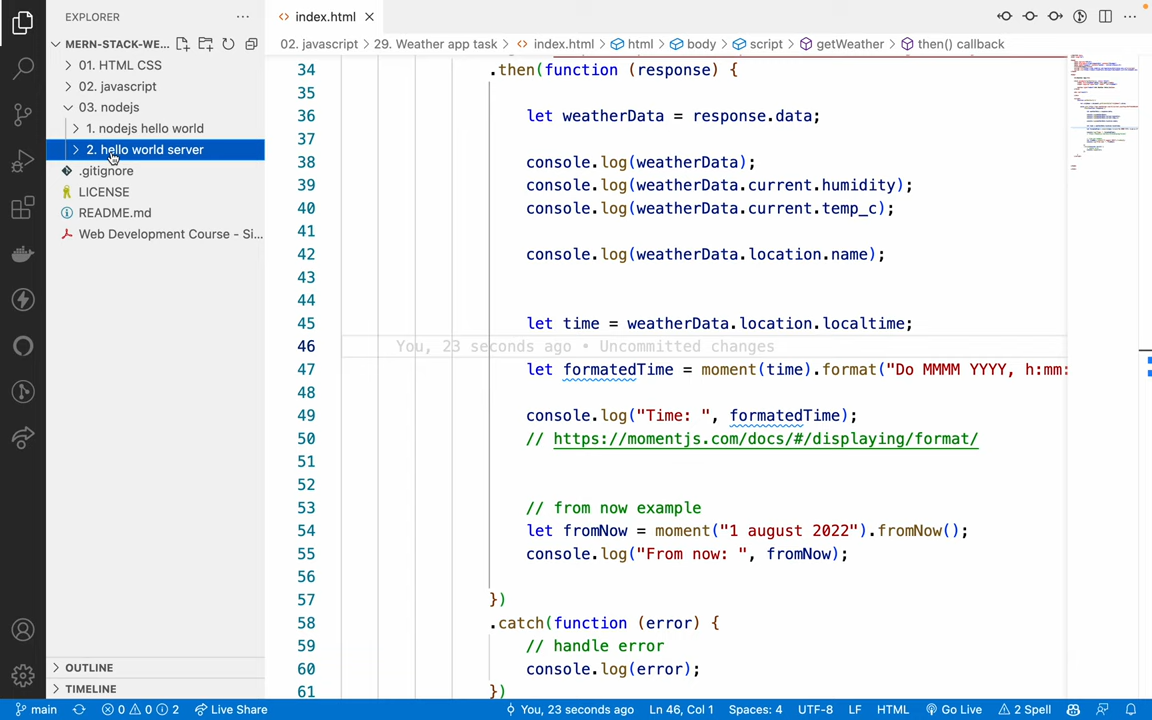 EXPLORER
index.html
MERN-STACK-WE...
02. javascript > 29. Weather app task > index.html > html > body > script > getWeather > then() callback
01. HTML CSS
02. javascript
03. nodejs
1. nodejs hello world
2. hello world server
.gitignore
LICENSE
README.md
Web Development Course - Si...
34 .then(function (response) {
35
36 let weatherData = response.data;
37
38 console.log(weatherData);
39 console.log(weatherData.current.humidity);
40 console.log(weatherData.current.temp_c);
41
42 console.log(weatherData.location.name);
43
44
45 let time = weatherData.location.localtime;
46 You, 23 seconds ago • Uncommitted changes
47 let formatedTime = moment(time).format("Do MMMM YYYY, h:mm:
48
49 console.log("Time: ", formatedTime);
50 // https://momentjs.com/docs/#/displaying/format/
51
52
53 // from now example
54 let fromNow = moment("1 august 2022").fromNow();
55 console.log("From now: ", fromNow);
56
57 })
58 .catch(function (error) {
59 // handle error
60 console.log(error);
61 })
OUTLINE
TIMELINE
main 0 0 2 Live Share You, 23 seconds ago Ln 46, Col 1 Spaces: 4 UTF-8 LF HTML Go Live 2 Spell